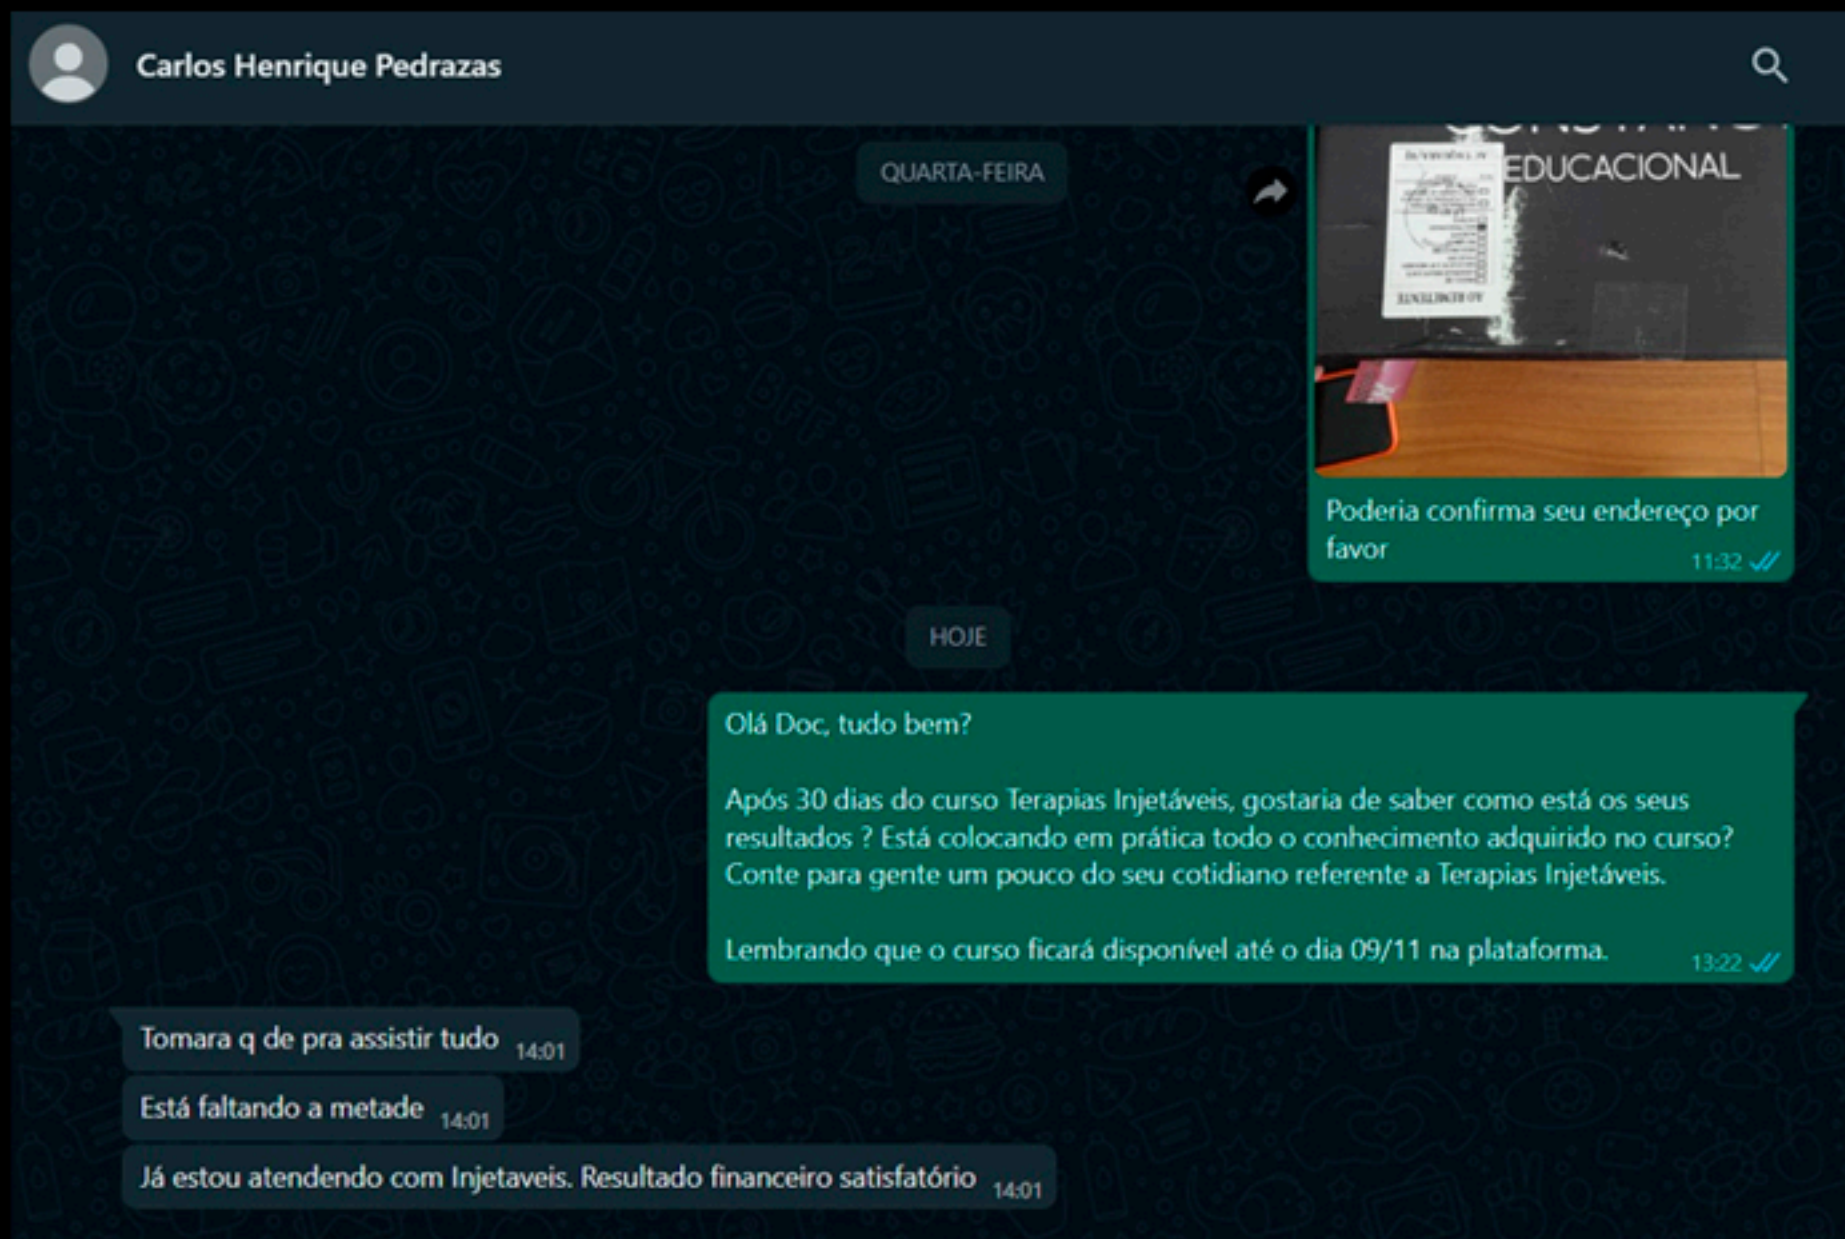 Carlos Henrique Pedrazas
QUARTA-FEIRA
EDUCACIONAL
AO REMETENTE
Poderia confirma seu endereço por
favor
11:32
HOJE
Olá Doc, tudo bem?
Após 30 dias do curso Terapias Injetáveis, gostaria de saber como está os seus
resultados ? Está colocando em prática todo o conhecimento adquirido no curso?
Conte para gente um pouco do seu cotidiano referente a Terapias Injetáveis.
Lembrando que o curso ficará disponível até o dia 09/11 na plataforma.
13:22
Tomara q de pra assistir tudo 14:01
Está faltando a metade 14:01
Já estou atendendo com Injetaveis. Resultado financeiro satisfatório 14:01